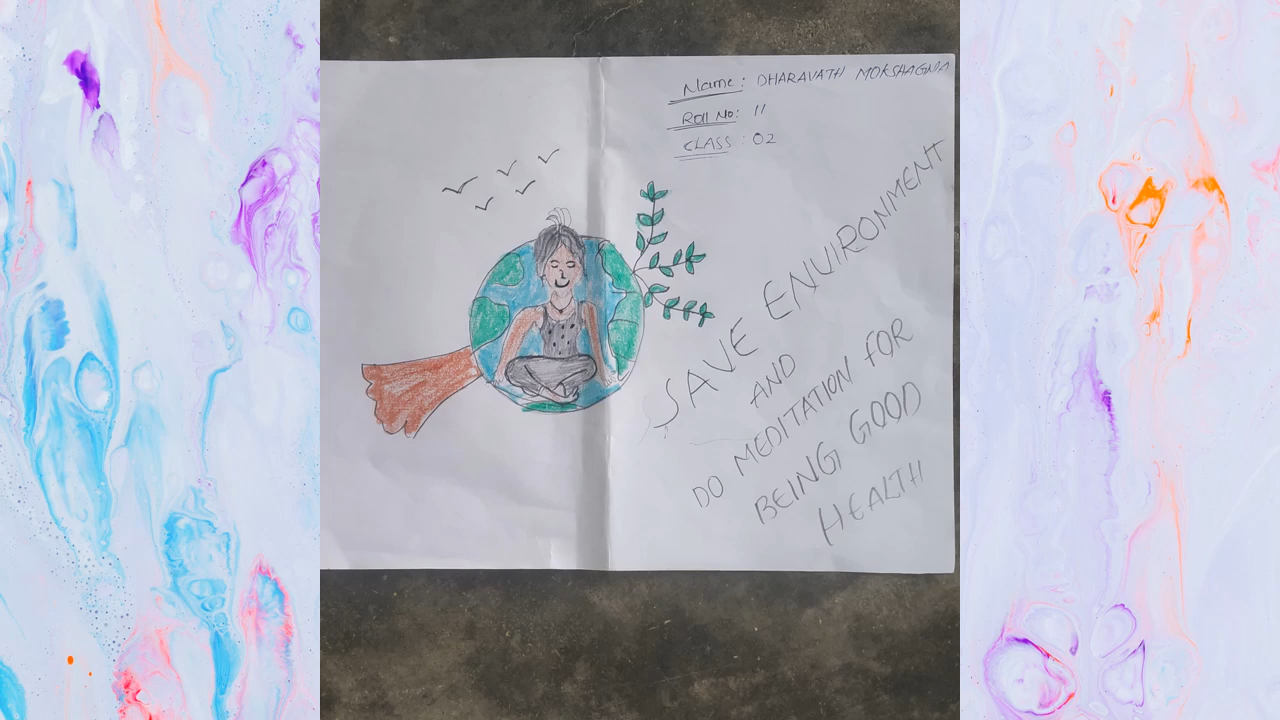 Name: DHARAVATH MOKSHAGNA
Roll No: 11
CLASS: 02
SAVE ENVIRONMENT
AND
DO MEDITATION FOR
BEING GOOD
HEALTH